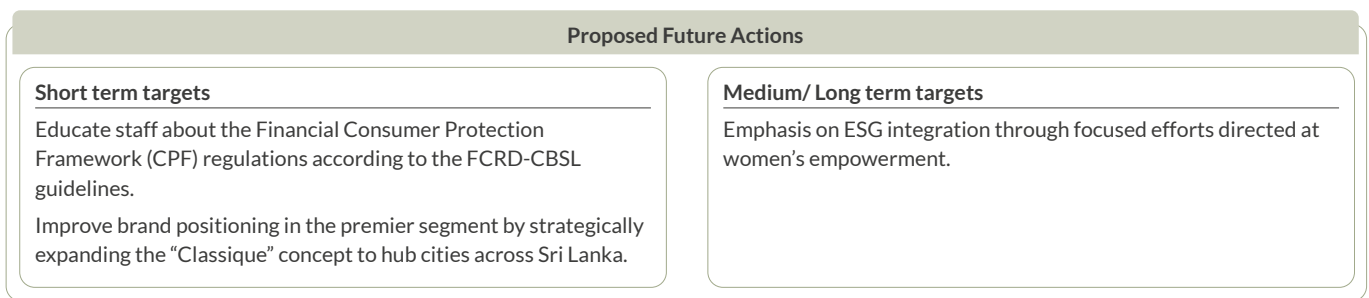 Proposed Future Actions
Short term targets
Educate staff about the Financial Consumer Protection
Framework (CPF) regulations according to the FCRD-CBSL
guidelines.
Improve brand positioning in the premier segment by strategically
expanding the “Classique” concept to hub cities across Sri Lanka.
Medium/ Long term targets
Emphasis on ESG integration through focused efforts directed at
women’s empowerment.